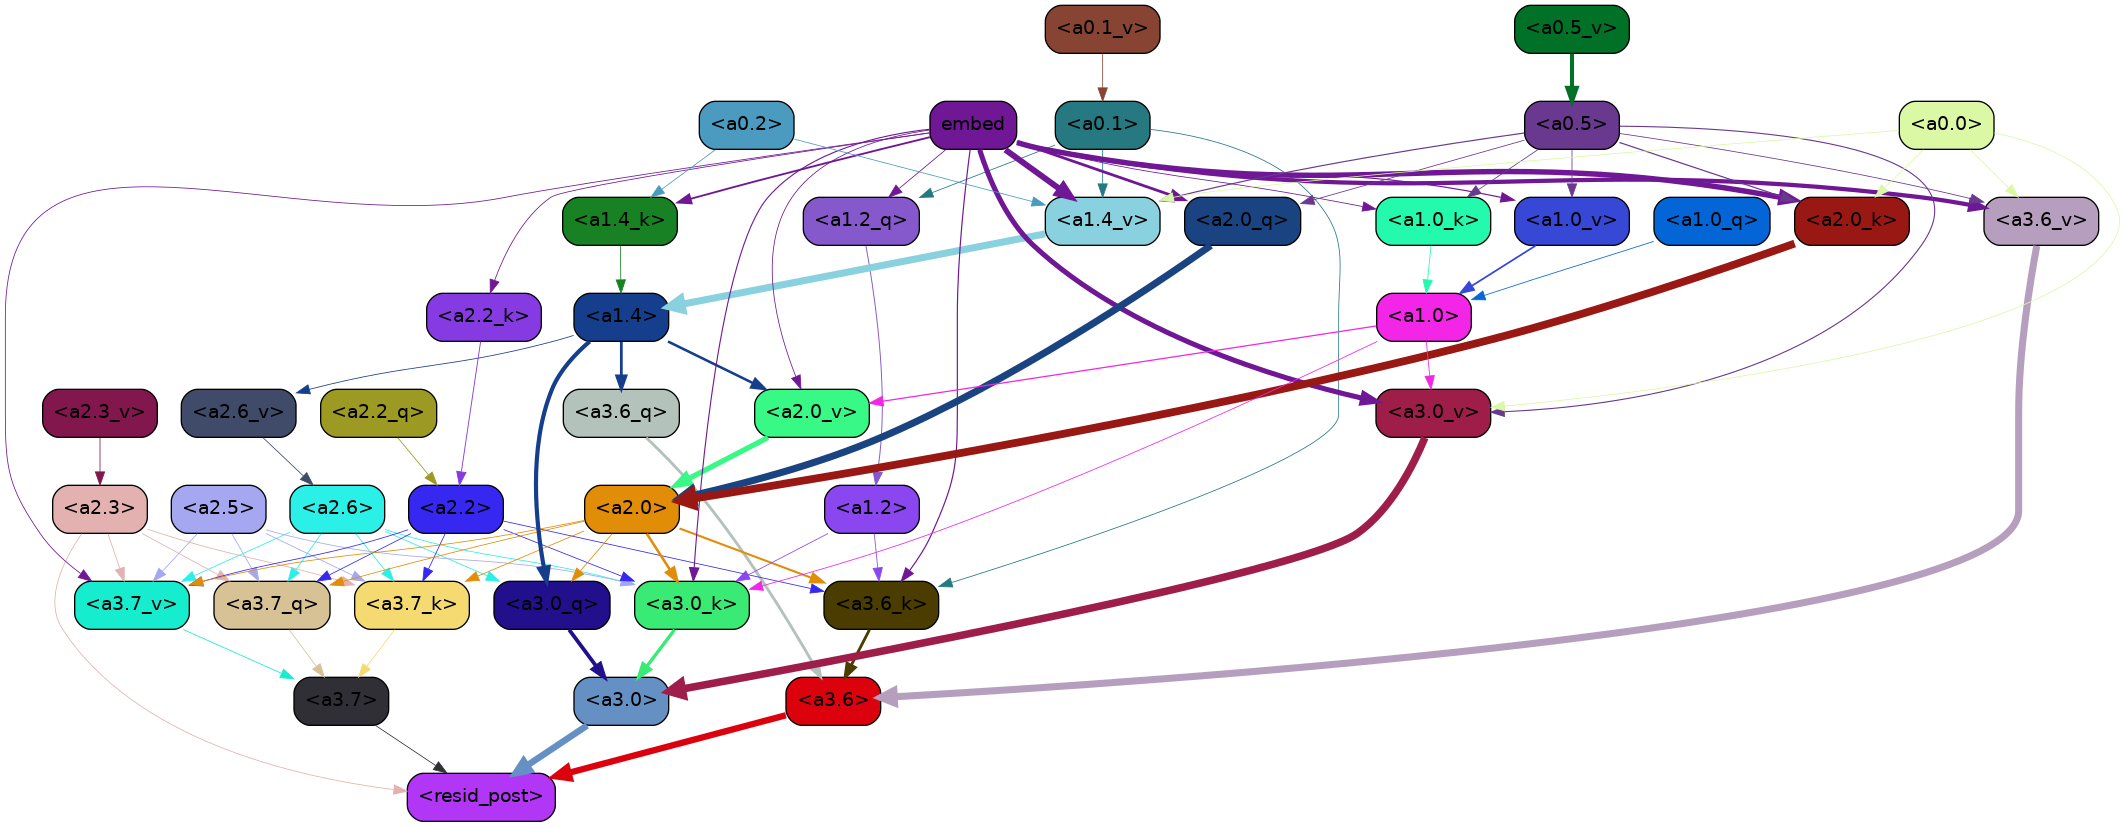 <a0.1_v>
<a0.5_v>
<a0.2>
embed
<a0.1>
<a0.5>
<a0.0>
<a1.4_k>
<a1.2_q>
<a1.4_v>
<a2.0_q>
<a1.0_k>
<a1.0_v>
<a1.0_q>
<a2.0_k>
<a3.6_v>
<a2.2_k>
<a1.4>
<a1.0>
<a2.3_v>
<a2.6_v>
<a2.2_q>
<a3.6_q>
<a2.0_v>
<a3.0_v>
<a2.3>
<a2.5>
<a2.6>
<a2.2>
<a2.0>
<a1.2>
<a3.7_v>
<a3.7_q>
<a3.7_k>
<a3.0_q>
<a3.0_k>
<a3.6_k>
<a3.7>
<a3.0>
<a3.6>
<resid_post>